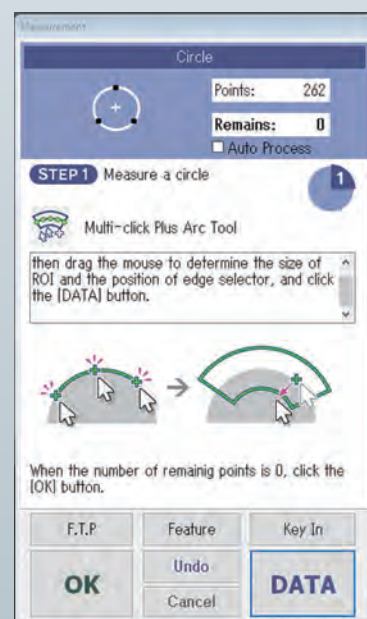 Measurement
Circle
Points: 262
Remains: 0
Auto Process
STEP 1 Measure a circle
1
Multi-click Plus Arc Tool
then drag the mouse to determine the size of
ROI and the position of edge selector, and click
the [DATA] button.
When the number of remainig points is 0, click the
[OK] button.
F.T.P
Feature
Key In
OK
Undo
Cancel
DATA